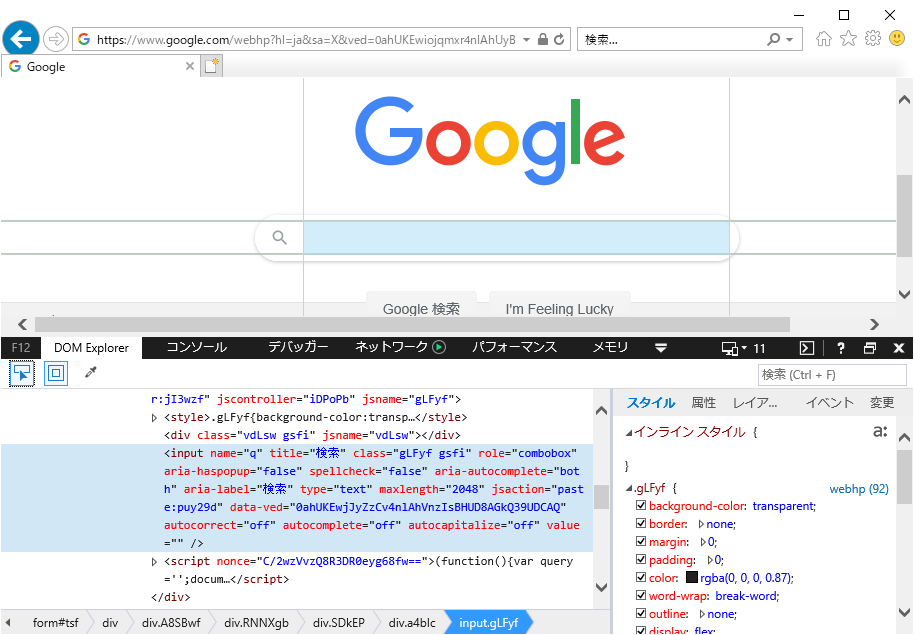 https://www.google.com/webhp?hl=ja&sa=X&ved=0ahUKEwiojqmxr4nlAhUyB
検索...
Google
Google
Google 検索
I'm Feeling Lucky
F12
DOM Explorer
コンソール
デバッガー
ネットワーク
パフォーマンス
メモリ
11
?
検索 (Ctrl + F)
r:jI3wzf" jscontroller="iDPoPb" jsname="gLFyf">
<style>.gLFyf{background-color:transp…</style>
<div class="vdLsw gsfi" jsname="vdLsw"></div>
<input name="q" title="検索" class="gLFyf gsfi" role="combobox"
aria-haspopup="false" spellcheck="false" aria-autocomplete="bot
h" aria-label="検索" type="text" maxlength="2048" jsaction="past
e:puy29d" data-ved="0ahUKEwjJyZzCv4nlAhVnzIsBHUD8AGkQ39UDCAQ"
autocorrect="off" autocomplete="off" autocapitalize="off" value
="" />
<script nonce="C/2wzVvzQ8R3DR0eyg68fw==">(function(){var query
='';docum…</script>
</div>
form#tsf
div
div.A8SBwf
div.RNNXgb
div.SDkEP
div.a4bIc
input.gLFyf
スタイル
属性
レイア...
イベント
変更
インライン スタイル {
a:
}
.gLFyf {
webhp (92)
background-color: transparent;
border: none;
margin: 0;
padding: 0;
color: rgba(0, 0, 0, 0.87);
word-wrap: break-word;
outline: none;
display: flex;